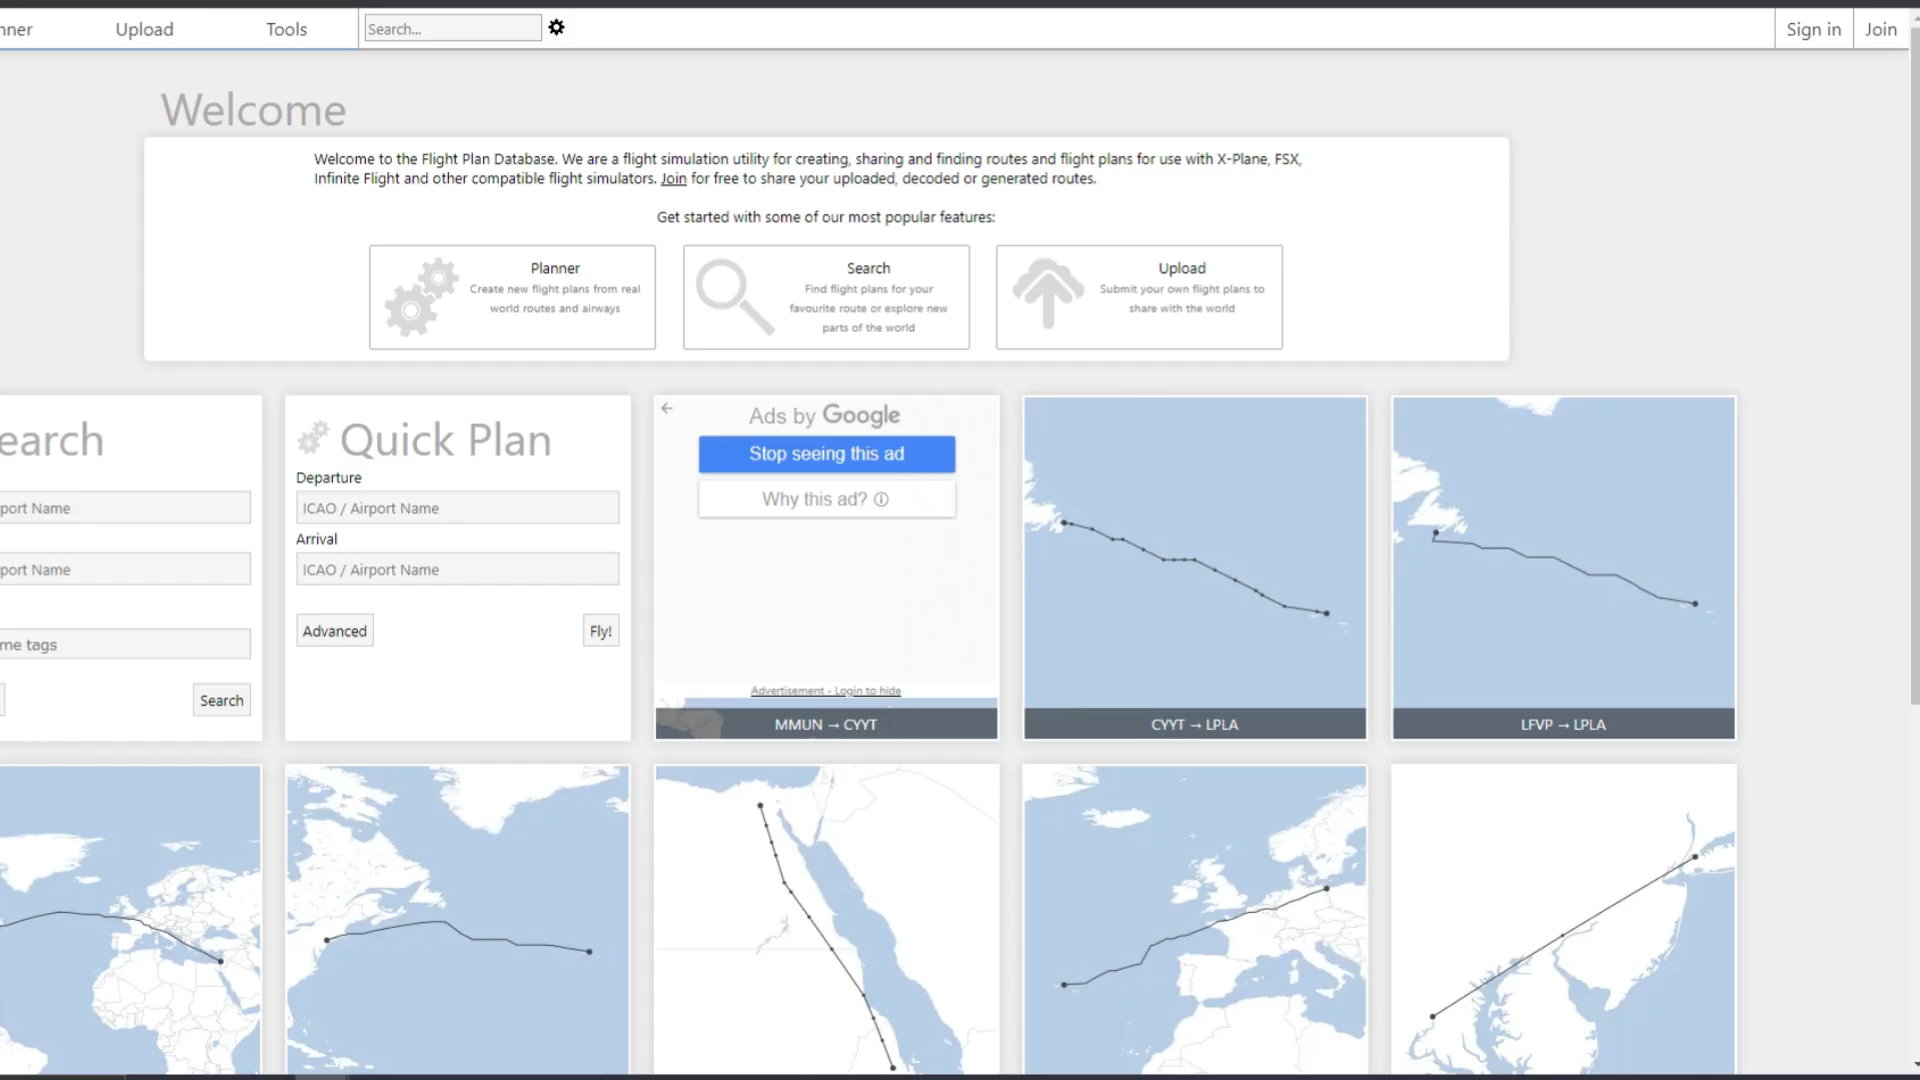 nner
Upload
Tools
Search...
Sign in
Join
Welcome
Welcome to the Flight Plan Database. We are a flight simulation utility for creating, sharing and finding routes and flight plans for use with X-Plane, FSX,
Infinite Flight and other compatible flight simulators. Join for free to share your uploaded, decoded or generated routes.
Get started with some of our most popular features:
Planner
Create new flight plans from real
world routes and airways
Search
Find flight plans for your
favourite route or explore new
parts of the world
Upload
Submit your own flight plans to
share with the world
earch
port Name
port Name
me tags
Search
Quick Plan
Departure
ICAO / Airport Name
Arrival
ICAO / Airport Name
Advanced
Fly!
Ads by Google
Stop seeing this ad
Why this ad?
Advertisement - Login to hide
MMUN → CYYT
CYYT → LPLA
LFVP → LPLA